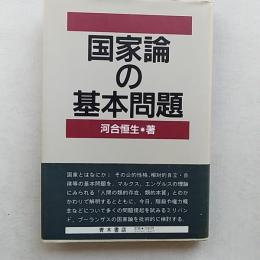 国家論
の
基本問題
河合恒生・著
国家とはなにか! その公的性格、相対的自立・自
律等の基本問題を、マルクス、エンゲルスの理論
にみられる「人間の類的存在、類的本質」とのか
かわりで解明するとともに、今日、階級や権力概
念などについて多くの問題提起を試みるミリバン
ド、プーランザスの国家論を批判的に検討する。
青木書店